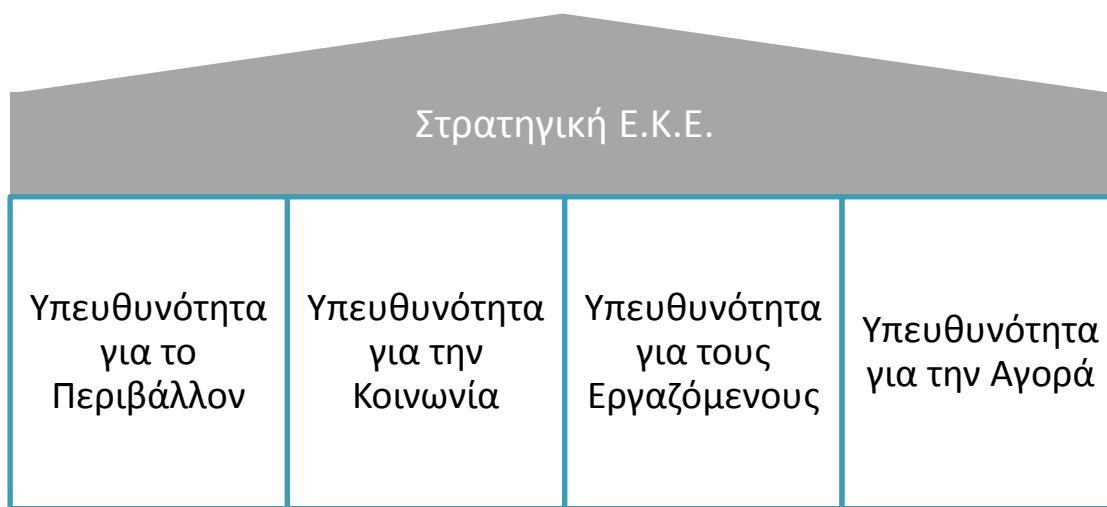 Στρατηγική Ε.Κ.Ε.
Υπευθυνότητα
για το
Περιβάλλον
Υπευθυνότητα
για την
Κοινωνία
Υπευθυνότητα
για τους
Εργαζόμενους
Υπευθυνότητα
για την Αγορά